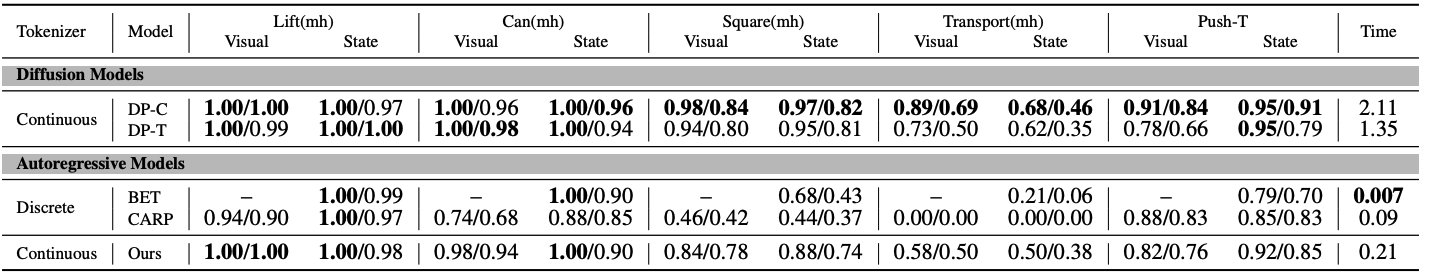 Tokenizer Model Lift(mh) Can(mh) Square(mh) Transport(mh) Push-T Time
Visual State Visual State Visual State Visual State Visual State
Diffusion Models
Continuous DP-C 1.00/1.00 1.00/0.97 1.00/0.96 1.00/0.96 0.98/0.84 0.97/0.82 0.89/0.69 0.68/0.46 0.91/0.84 0.95/0.91 2.11
DP-T 1.00/0.99 1.00/1.00 1.00/0.98 1.00/0.94 0.94/0.80 0.95/0.81 0.73/0.50 0.62/0.35 0.78/0.66 0.95/0.79 1.35
Autoregressive Models
Discrete BET – 1.00/0.99 – 1.00/0.90 – 0.68/0.43 – 0.21/0.06 – 0.79/0.70 0.007
CARP 0.94/0.90 1.00/0.97 0.74/0.68 0.88/0.85 0.46/0.42 0.44/0.37 0.00/0.00 0.00/0.00 0.88/0.83 0.85/0.83 0.09
Continuous Ours 1.00/1.00 1.00/0.98 0.98/0.94 1.00/0.90 0.84/0.78 0.88/0.74 0.58/0.50 0.50/0.38 0.82/0.76 0.92/0.85 0.21